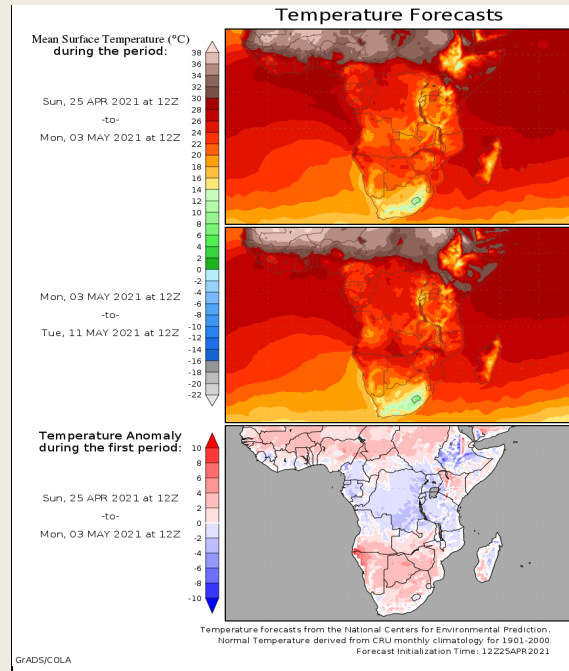 Temperature Forecasts
Mean Surface Temperature (°C)
during the period:
Sun, 25 APR 2021 at 12Z
-to-
Mon, 03 MAY 2021 at 12Z
38
36
34
32
30
28
26
24
22
20
18
16
14
12
10
8
6
4
2
0
-2
-4
-6
-8
-10
-12
-14
-16
-18
-20
-22
Mon, 03 MAY 2021 at 12Z
-to-
Tue, 11 MAY 2021 at 12Z
Temperature Anomaly
during the first period:
Sun, 25 APR 2021 at 12Z
-to-
Mon, 03 MAY 2021 at 12Z
10
8
6
4
2
0
-2
-4
-6
-8
-10
Temperature forecasts from the National Centers for Environmental Prediction.
Normal Temperature derived from CRU monthly climatology for 1901-2000
Forecast Initialization Time: 12Z25APR2021
GrADS/COLA